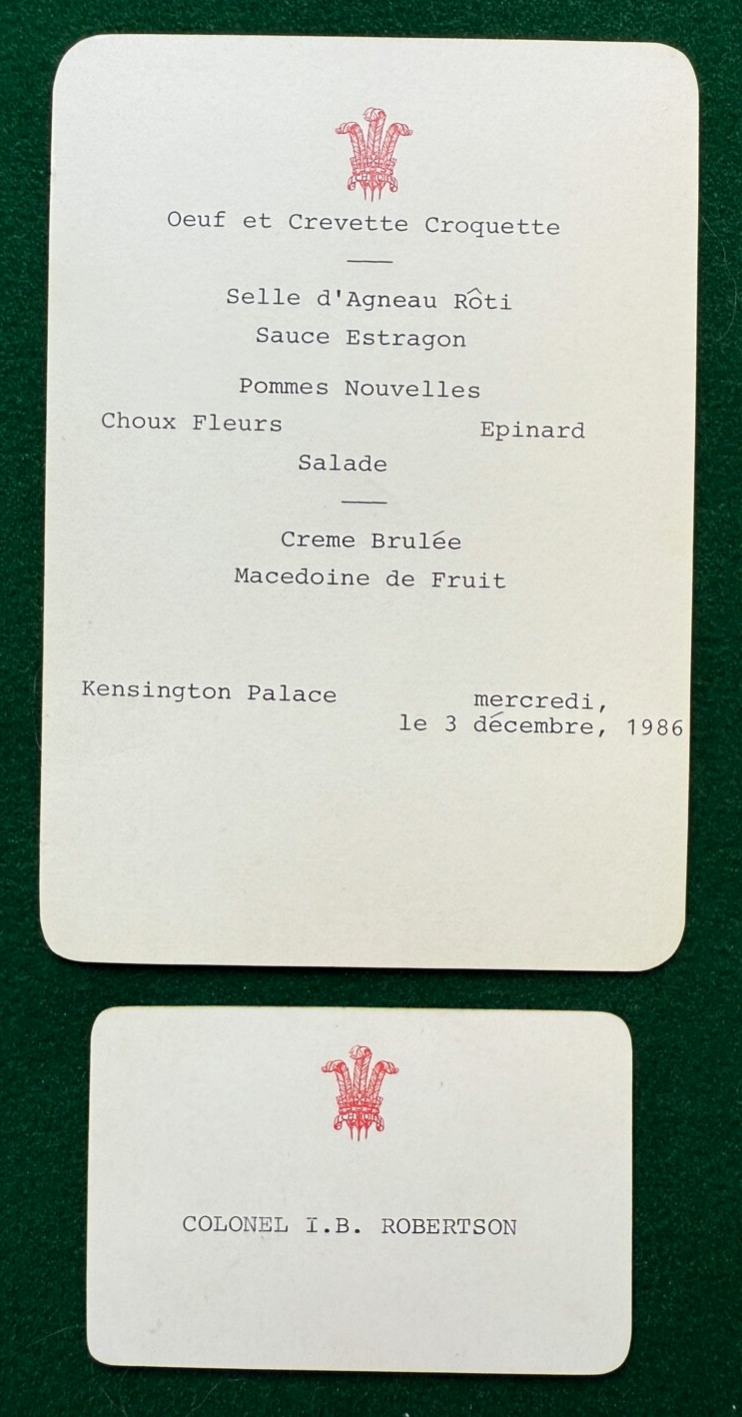 Oeuf et Crevette Croquette
Selle d'Agneau Rôti
Sauce Estragon
Pommes Nouvelles
Choux Fleurs Epinard
Salade
Creme Brulée
Macedoine de Fruit
Kensington Palace mercredi,
le 3 décembre, 1986
COLONEL I.B. ROBERTSON